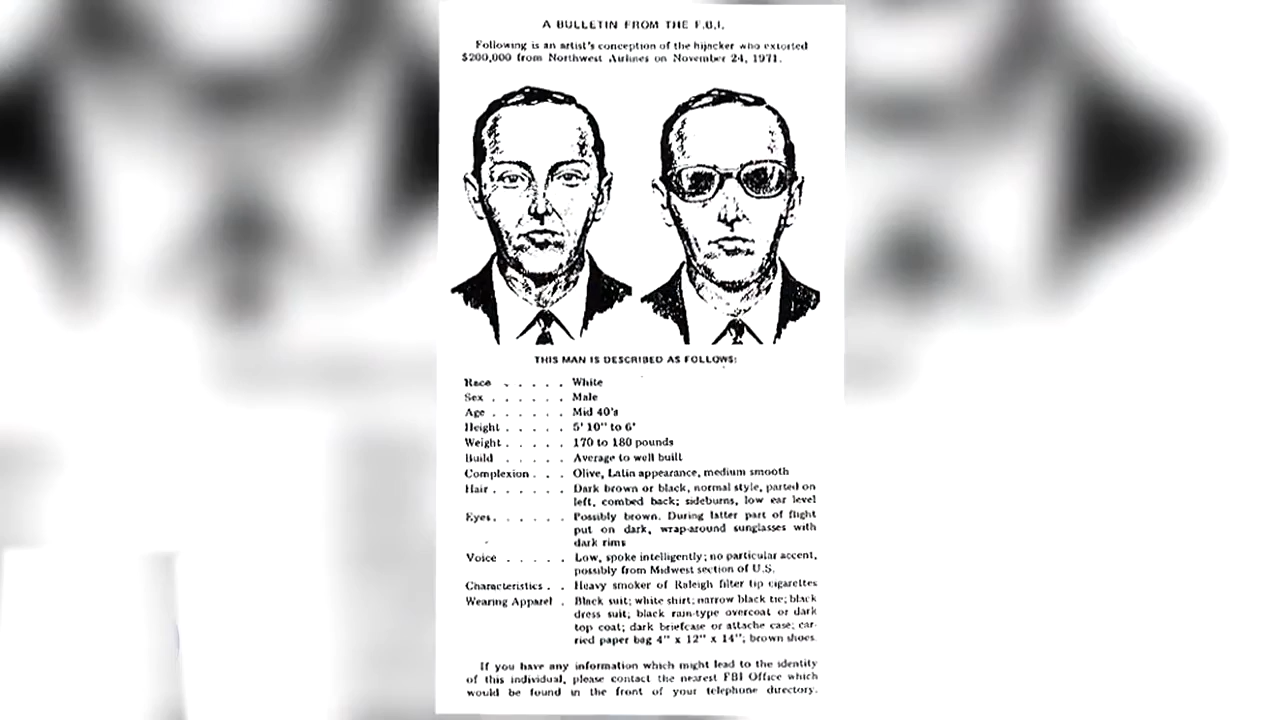 A BULLETIN FROM THE F.B.I.
Following is an artist's conception of the hijacker who extorted
$200,000 from Northwest Airlines on November 24, 1971.
THIS MAN IS DESCRIBED AS FOLLOWS:
Race . . . . . White
Sex . . . . . . Male
Age . . . . . . Mid 40's
Height . . . . . 5' 10" to 6'
Weight . . . . . 170 to 180 pounds
Build . . . . . Average to well built
Complexion . . . Olive, Latin appearance, medium smooth
Hair . . . . . . Dark brown or black, normal style, parted on
left, combed back; sideburns, low ear level
Eyes . . . . . . Possibly brown. During latter part of flight
put on dark, wrap-around sunglasses with
dark rims
Voice . . . . . Low, spoke intelligently; no particular accent,
possibly from Midwest section of U.S.
Characteristics . . Heavy smoker of Raleigh filter tip cigarettes
Wearing Apparel . Black suit; white shirt; narrow black tie; black
dress suit; black rain-type overcoat or dark
top coat; dark briefcase or attache case; car-
ried paper bag 4" x 12" x 14"; brown shoes.
If you have any information which might lead to the identity
of this individual, please contact the nearest FBI Office which
would be found in the front of your telephone directory.